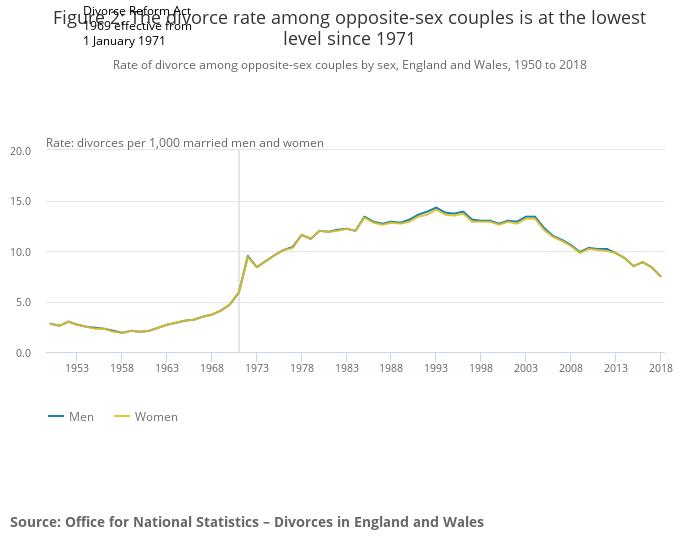 Figure 2: The divorce rate among opposite-sex couples is at the lowest
level since 1971
Divorce Reform Act
1969 effective from
1 January 1971
Rate of divorce among opposite-sex couples by sex, England and Wales, 1950 to 2018
Rate: divorces per 1,000 married men and women
20.0
15.0
10.0
5.0
0.0
1953 1958 1963 1968 1973 1978 1983 1988 1993 1998 2003 2008 2013 2018
Men Women
Source: Office for National Statistics – Divorces in England and Wales